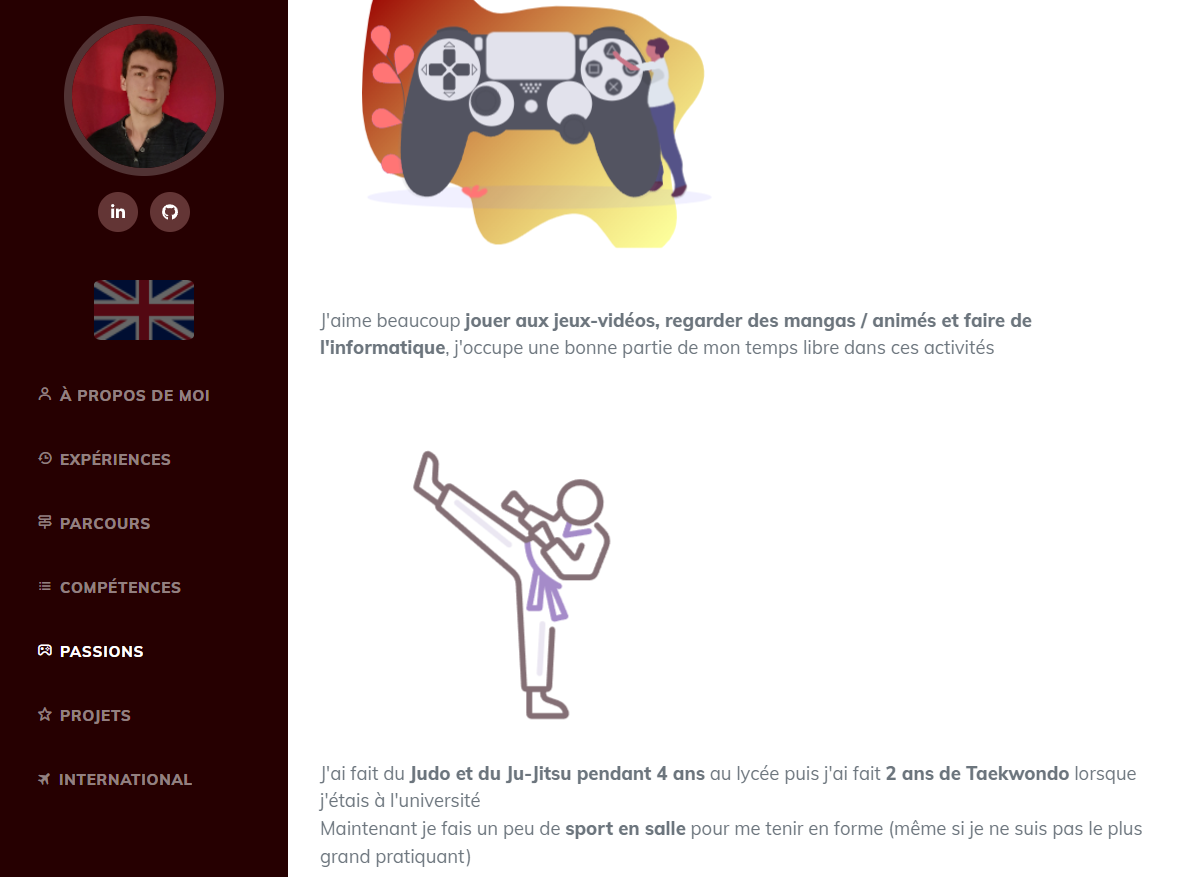 in
À PROPOS DE MOI
EXPÉRIENCES
PARCOURS
COMPÉTENCES
PASSIONS
PROJETS
INTERNATIONAL
J'aime beaucoup jouer aux jeux-vidéos, regarder des mangas / animés et faire de
l'informatique, j'occupe une bonne partie de mon temps libre dans ces activités
J'ai fait du Judo et du Ju-Jitsu pendant 4 ans au lycée puis j'ai fait 2 ans de Taekwondo lorsque
j'étais à l'université
Maintenant je fais un peu de sport en salle pour me tenir en forme (même si je ne suis pas le plus
grand pratiquant)